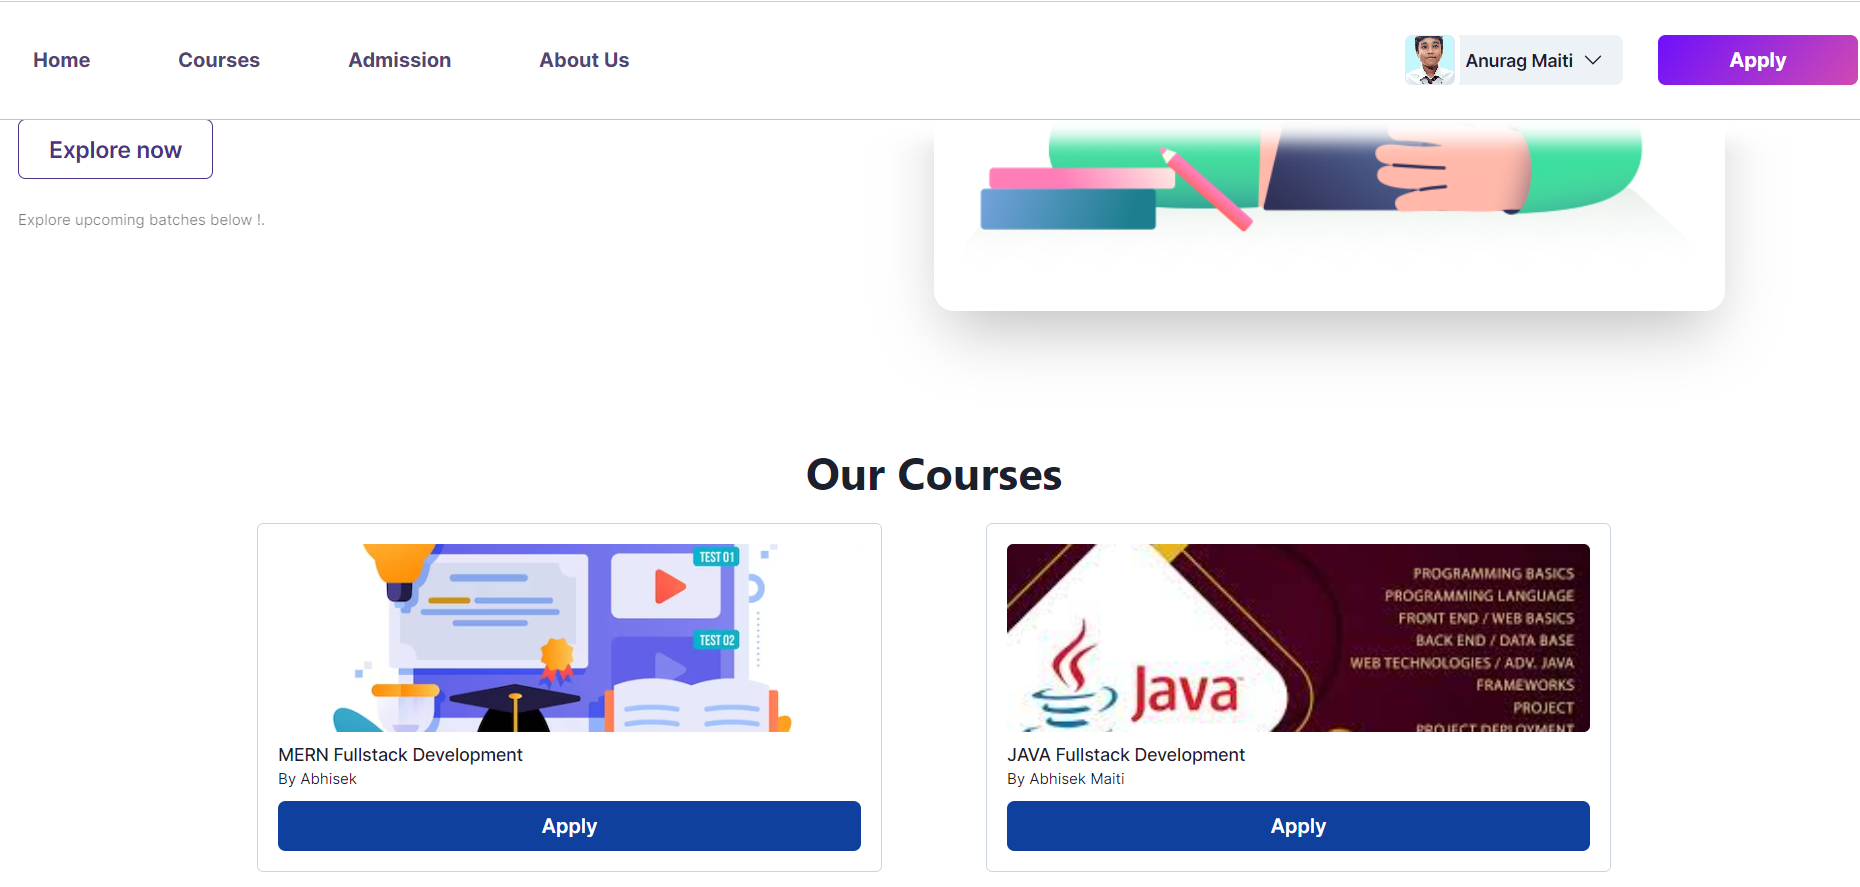 Home
Courses
Admission
About Us
Anurag Maiti
Apply
Explore now
Explore upcoming batches below !.
Our Courses
TEST 01
TEST 02
MERN Fullstack Development
By Abhisek
Apply
PROGRAMMING BASICS
PROGRAMMING LANGUAGE
FRONT END / WEB BASICS
BACK END / DATA BASE
WEB TECHNOLOGIES / ADV. JAVA
FRAMEWORKS
PROJECT
PROJECT DEPLOYMENT
Java
JAVA Fullstack Development
By Abhisek Maiti
Apply